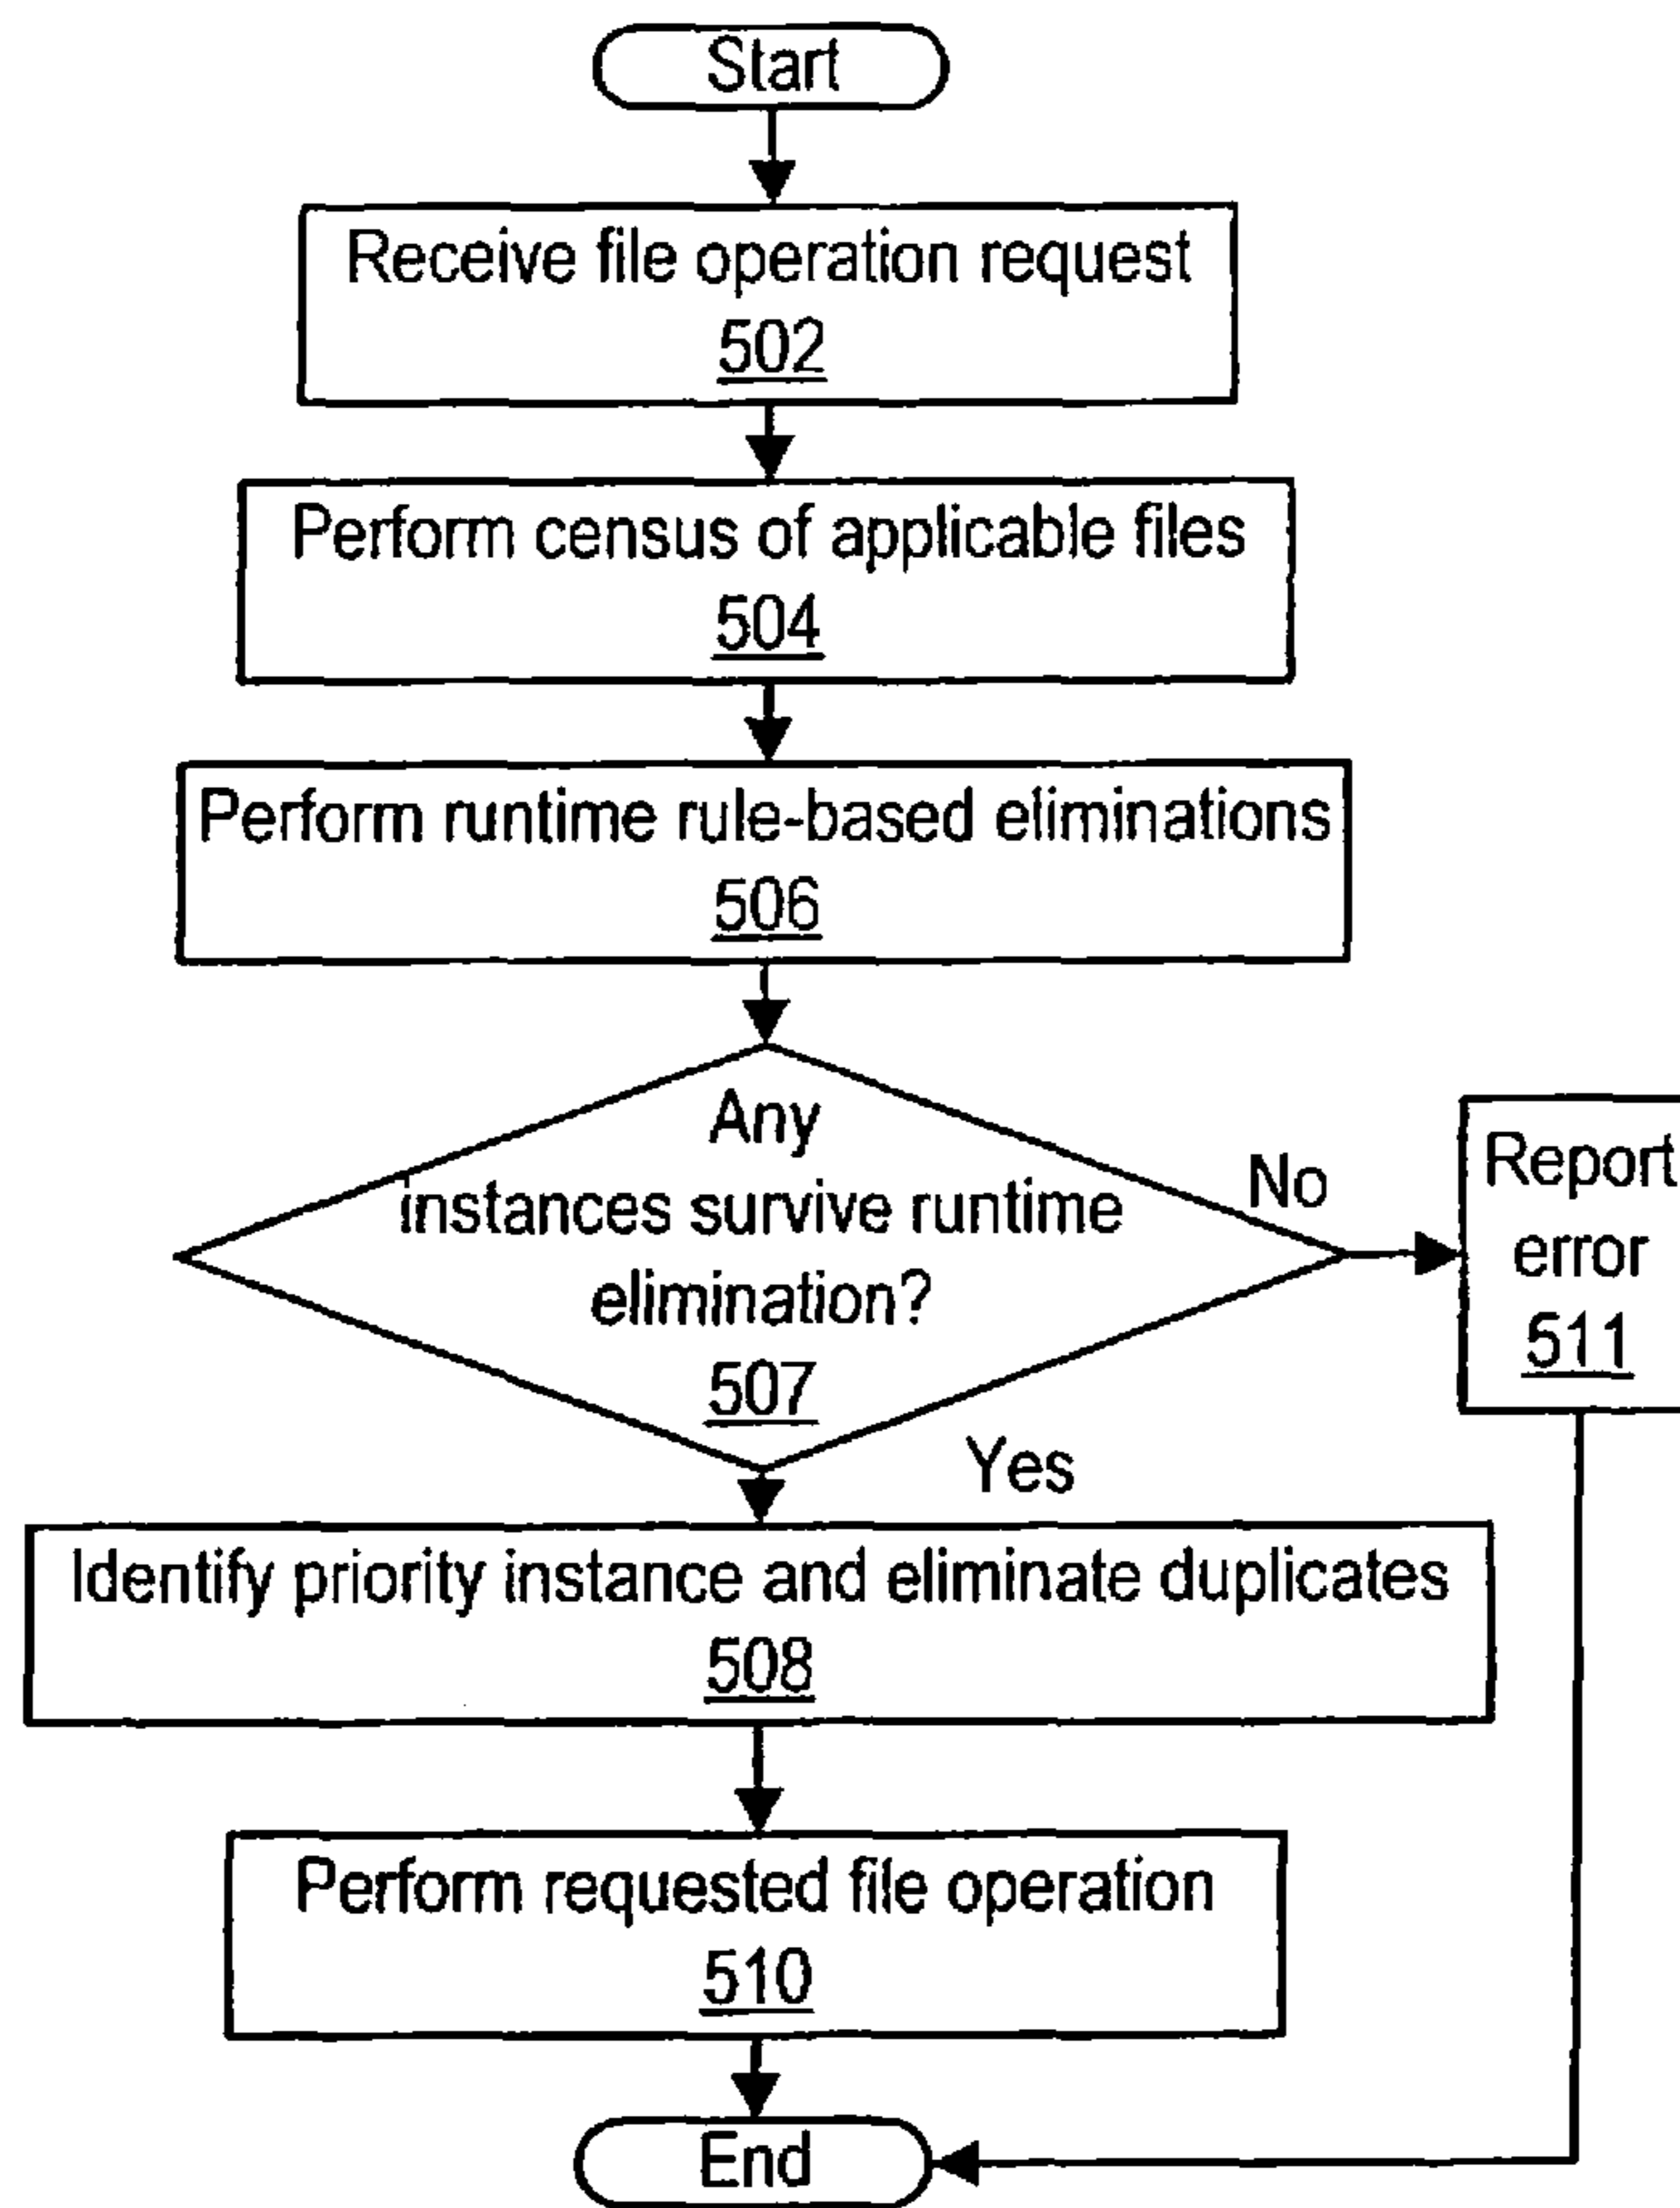 Start
Receive file operation request
502
Perform census of applicable files
504
Perform runtime rule-based eliminations
506
Any
instances survive runtime
elimination?
507
No
Report
error
511
Yes
Identify priority instance and eliminate duplicates
508
Perform requested file operation
510
End